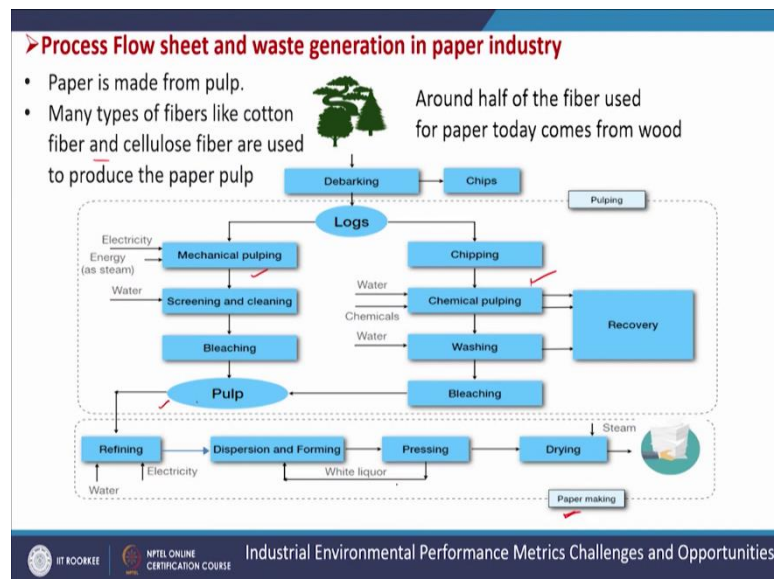 ➢Process Flow sheet and waste generation in paper industry
• Paper is made from pulp.
• Many types of fibers like cotton
fiber and cellulose fiber are used
to produce the paper pulp
Around half of the fiber used
for paper today comes from wood
Debarking
Chips
Pulping
Logs
Electricity
Energy
(as steam)
Mechanical pulping
Chipping
Water
Screening and cleaning
Water
Chemicals
Chemical pulping
Recovery
Bleaching
Water
Washing
Pulp
Bleaching
Steam
Refining
Dispersion and Forming
Pressing
Drying
Electricity
Water
White liquor
Paper making
IIT ROORKEE
NPTEL ONLINE
CERTIFICATION COURSE
Industrial Environmental Performance Metrics Challenges and Opportunities